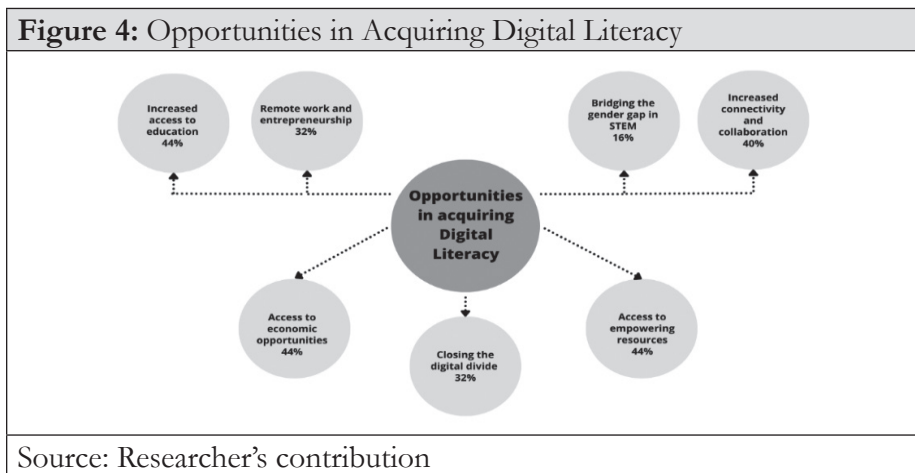 Figure 4: Opportunities in Acquiring Digital Literacy
Increased
access to
education
44%
Remote work and
entrepreneurship
32%
Bridging the
gender gap in
STEM
16%
Increased
connectivity
and
collaboration
40%
Opportunities
in acquiring
Digital
Literacy
Access to
economic
opportunities
44%
Closing the
digital divide
32%
Access to
empowering
resources
44%
Source: Researcher's contribution